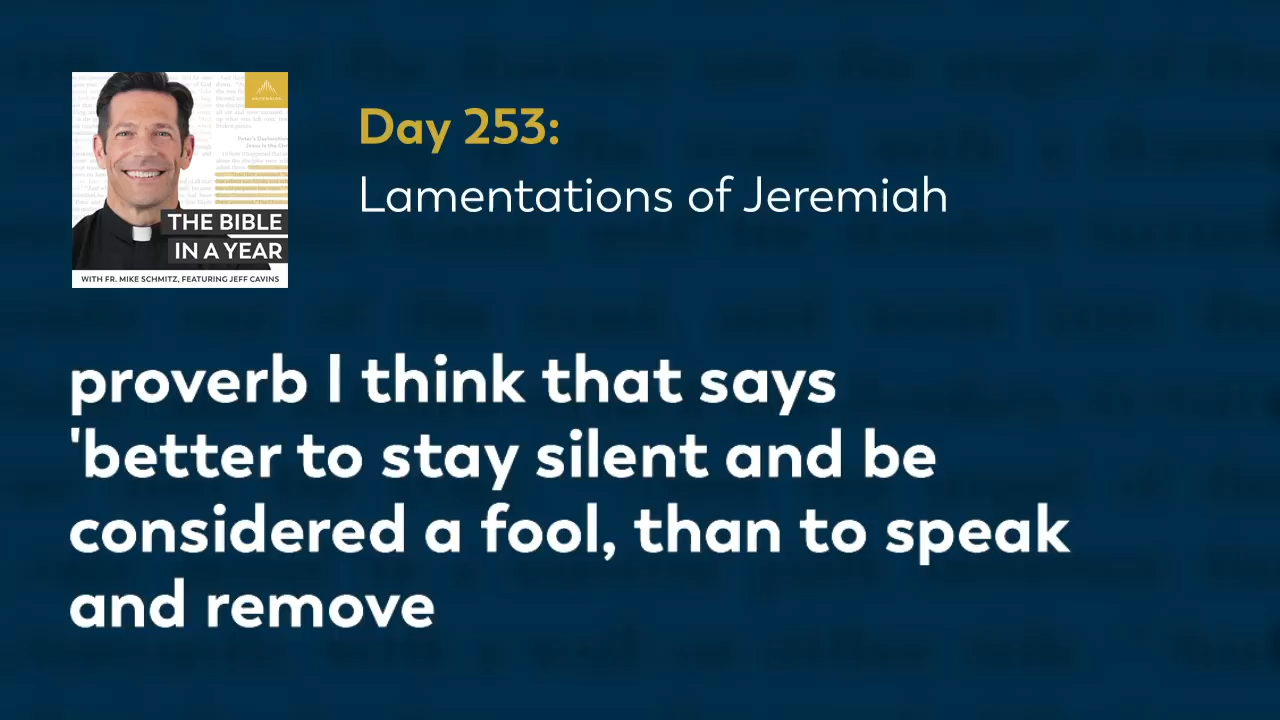 Day 253:
Lamentations of Jeremiah
THE BIBLE
IN A YEAR
WITH FR. MIKE SCHMITZ, FEATURING JEFF CAVINS
proverb I think that says
'better to stay silent and be
considered a fool, than to speak
and remove